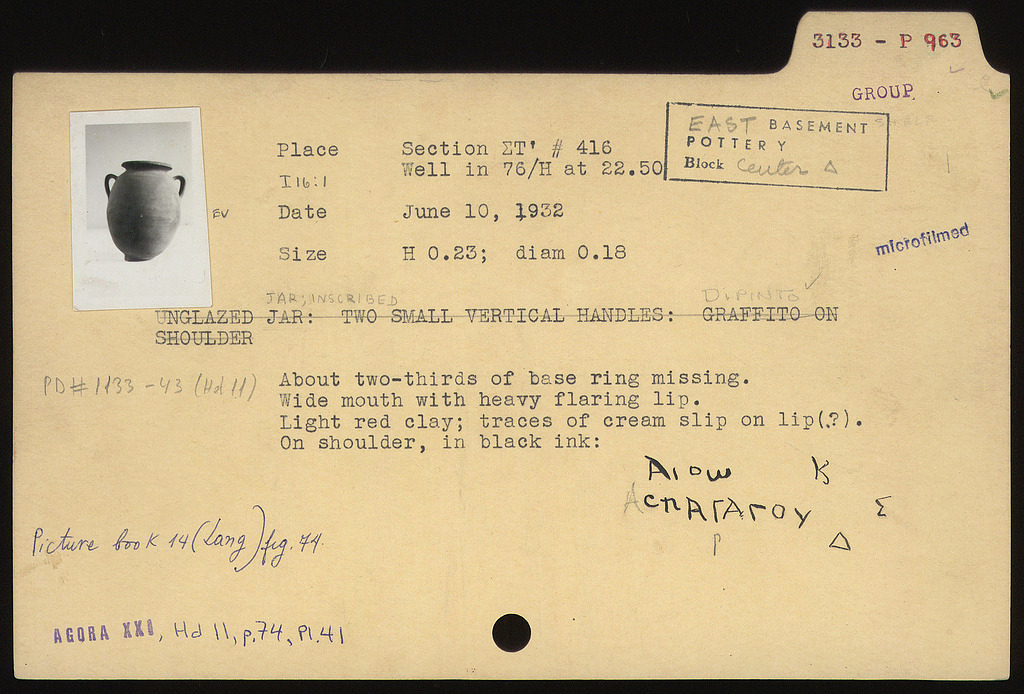 3133 - P 963
GROUP
EAST BASEMENT
POTTERY
Block Center Δ
Place Section ΣΤ' # 416
I 16:1 Well in 76/H at 22.50
EV
Date June 10, 1932
microfilmed
Size H 0.23; diam 0.18
JAR; INSCRIBED DIPINTO
UNGLAZED JAR: TWO SMALL VERTICAL HANDLES: GRAFFITO ON
SHOULDER
PD# 1133-43 (Hd 11)
About two-thirds of base ring missing.
Wide mouth with heavy flaring lip.
Light red clay; traces of cream slip on lip(?).
On shoulder, in black ink:
Διοω Κ
ϹΠΑΓΑΓΟΥ Σ
Ρ Δ
Picture book 14 (Lang) fig. 74.
AGORA XXI, Hd 11, p.74, Pl.41